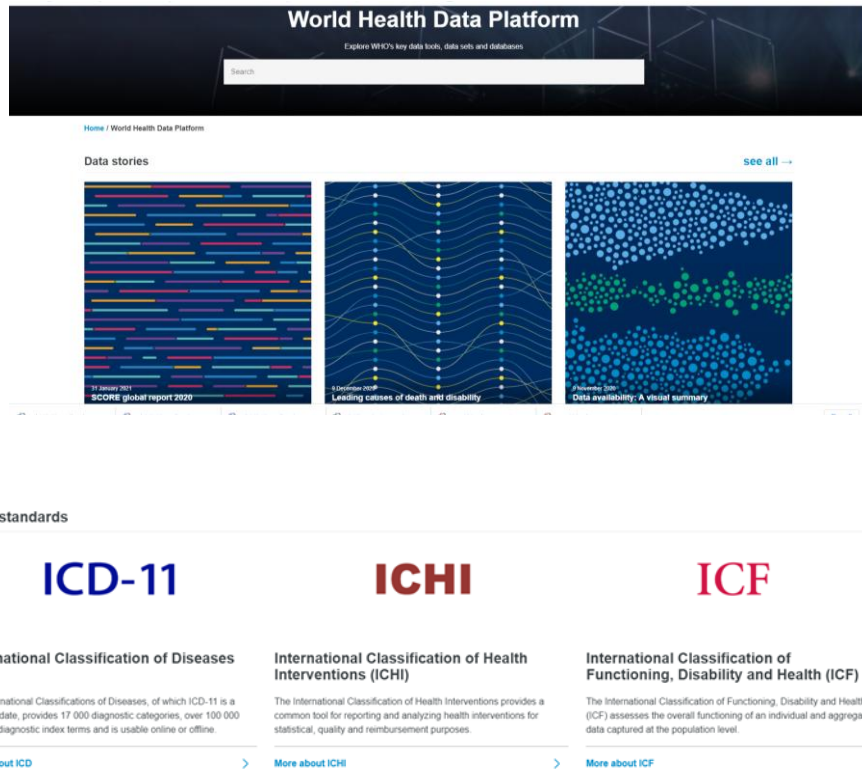 World Health Data Platform
Explore WHO's key data tools, data sets and databases
Search
Home / World Health Data Platform
Data stories
see all →
31 January 2021
SCORE global report 2020
9 December 2020
Leading causes of death and disability
9 November 2020
Data availability: A visual summary
standards
ICD-11
ICHI
ICF
national Classification of Diseases
International Classification of Health
Interventions (ICHI)
International Classification of
Functioning, Disability and Health (ICF)
national Classifications of Diseases, of which ICD-11 is a
date, provides 17 000 diagnostic categories, over 100 000
diagnostic index terms and is usable online or offline.
The International Classification of Health Interventions provides a
common tool for reporting and analyzing health interventions for
statistical, quality and reimbursement purposes.
The International Classification of Functioning, Disability and Health
(ICF) assesses the overall functioning of an individual and aggrega
data captured at the population level.
out ICD
More about ICHI
More about ICF